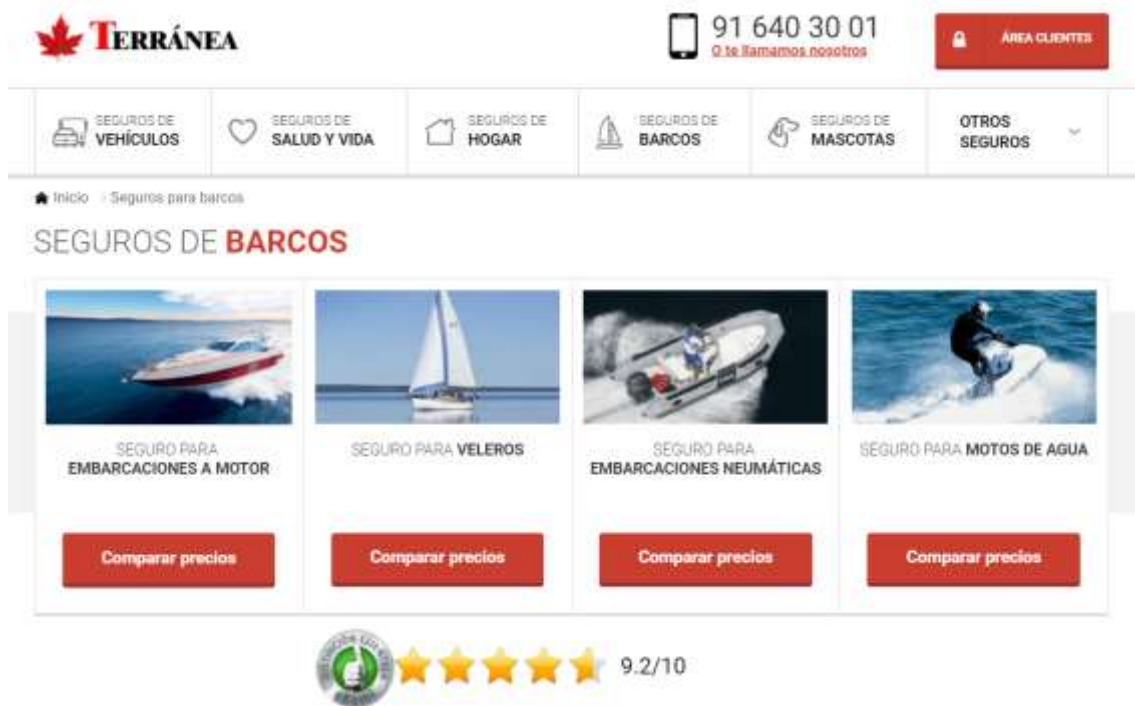 TERRÁNEA
91 640 30 01
O te llamamos nosotros
ÁREA CLIENTES
SEGUROS DE
VEHÍCULOS
SEGUROS DE
SALUD Y VIDA
SEGUROS DE
HOGAR
SEGUROS DE
BARCOS
SEGUROS DE
MASCOTAS
OTROS
SEGUROS
Inicio > Seguros para barcos
SEGUROS DE BARCOS
SEGURO PARA
EMBARCACIONES A MOTOR
SEGURO PARA VELEROS
SEGURO PARA
EMBARCACIONES NEUMÁTICAS
SEGURO PARA MOTOS DE AGUA
Comparar precios
Comparar precios
Comparar precios
Comparar precios
9.2/10